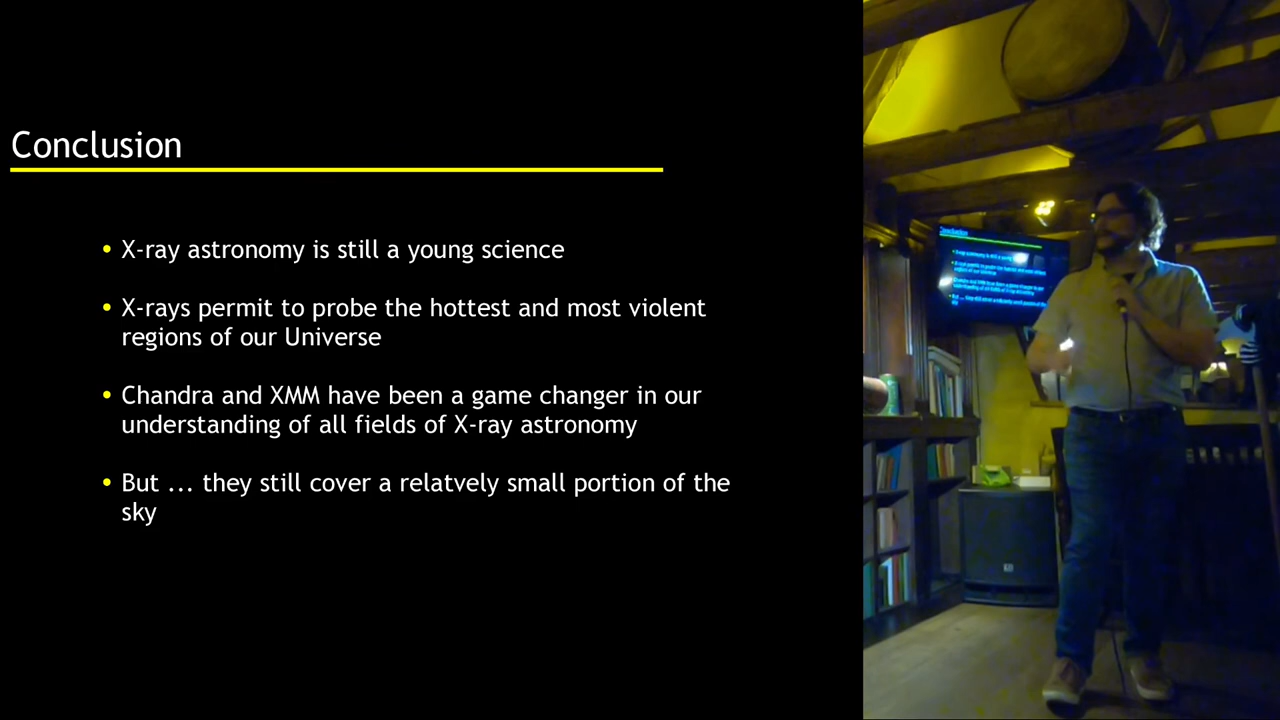 Conclusion
• X-ray astronomy is still a young science
• X-rays permit to probe the hottest and most violent
regions of our Universe
• Chandra and XMM have been a game changer in our
understanding of all fields of X-ray astronomy
• But ... they still cover a relatvely small portion of the
sky